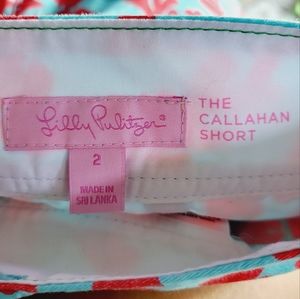 Lilly Pulitzer®
THE
CALLAHAN
SHORT
2
MADE IN
SRI LANKA